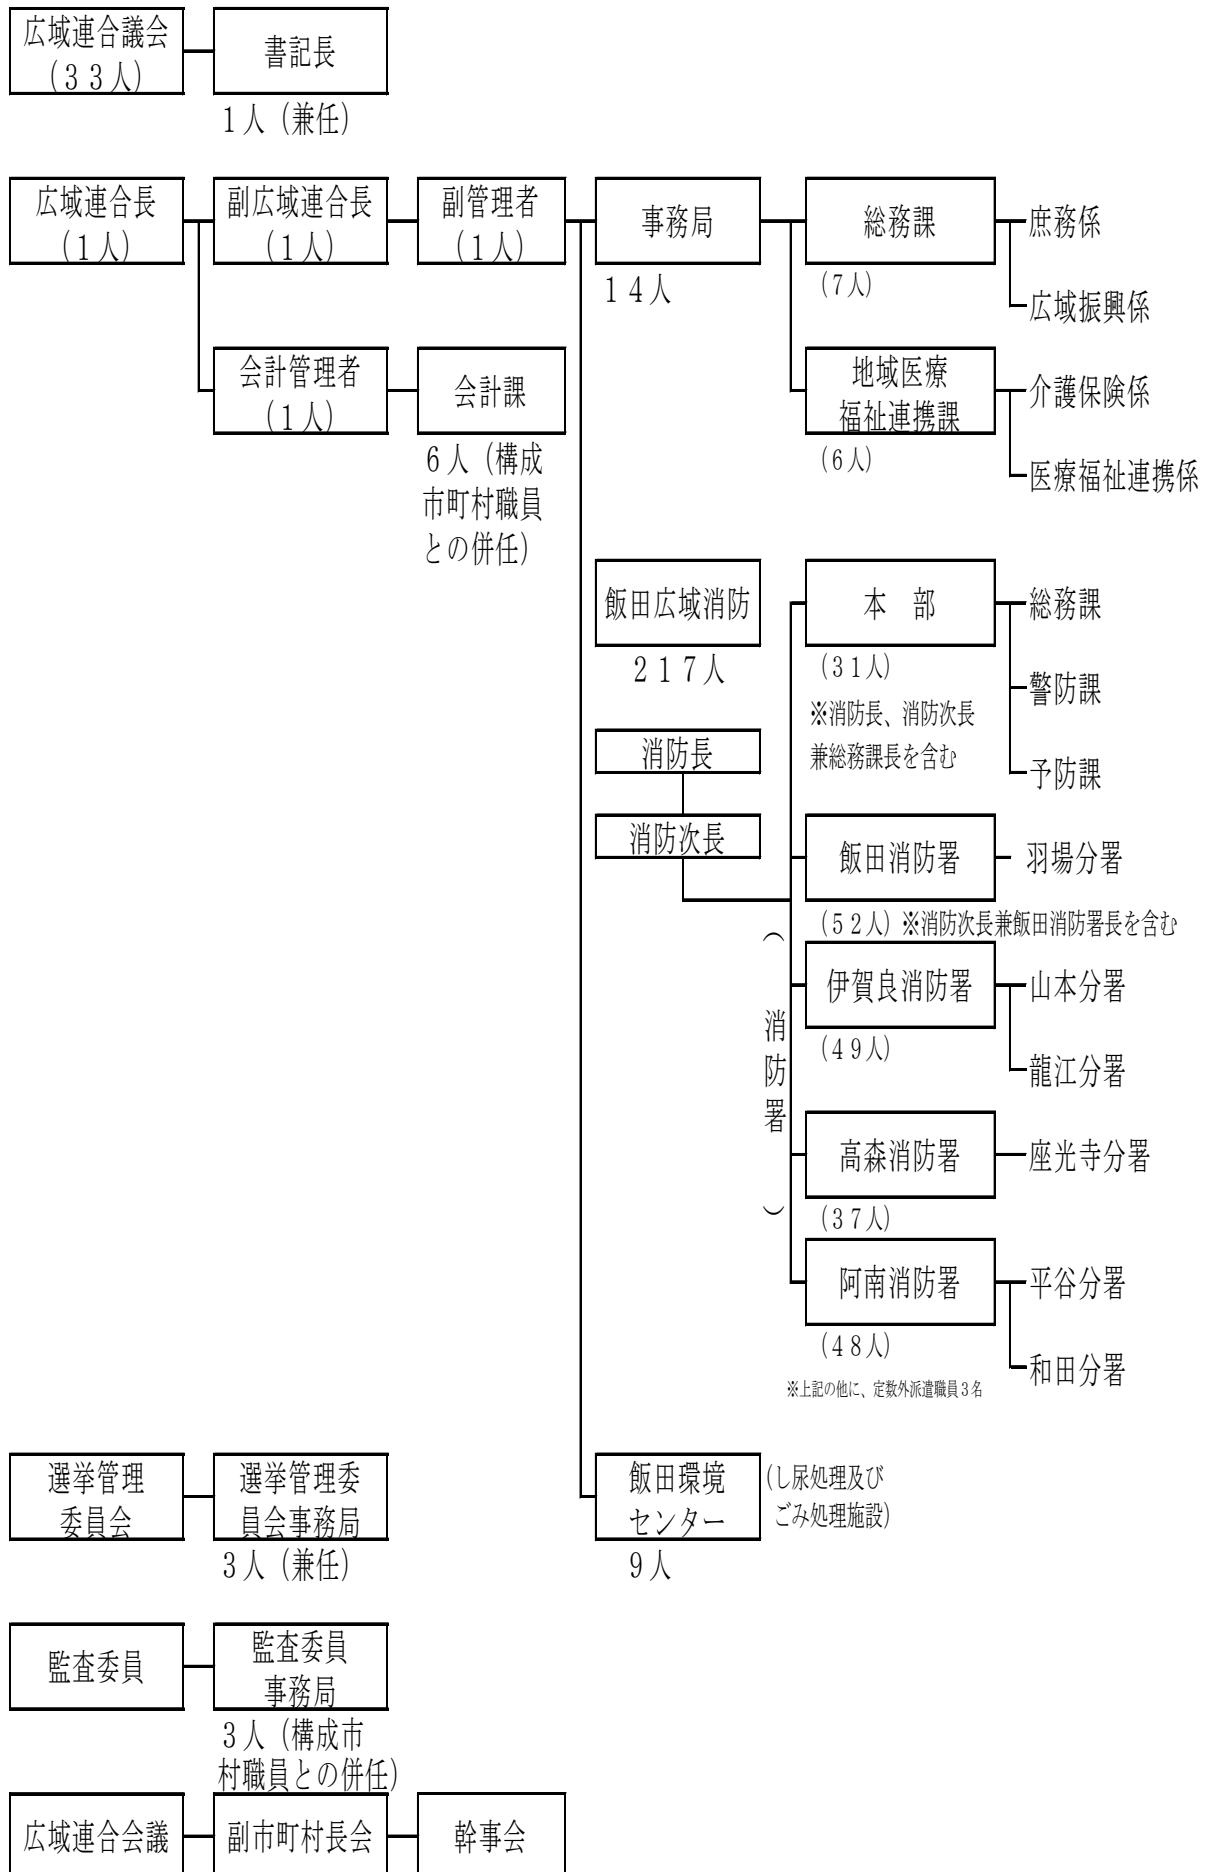 広域連合議会
(３３人)
書記長
１人（兼任）
広域連合長
(１人)
副広域連合長
(１人)
副管理者
(１人)
事務局
１４人
総務課
(７人)
庶務係
広域振興係
会計管理者
(１人)
会計課
６人（構成
市町村職員
との併任）
地域医療
福祉連携課
(６人)
介護保険係
医療福祉連携係
飯田広域消防
２１７人
消防長
消防次長
本　部
(３１人)
※消防長、消防次長
兼総務課長を含む
総務課
警防課
予防課
（消防署）
飯田消防署
(５２人) ※消防次長兼飯田消防署長を含む
羽場分署
伊賀良消防署
(４９人)
山本分署
龍江分署
高森消防署
(３７人)
座光寺分署
阿南消防署
(４８人)
※上記の他に、定数外派遣職員３名
平谷分署
和田分署
選挙管理
委員会
選挙管理委
員会事務局
３人（兼任）
飯田環境
センター
９人
(し尿処理及び
ごみ処理施設)
監査委員
監査委員
事務局
３人（構成市
村職員との併任）
広域連合会議
副市町村長会
幹事会